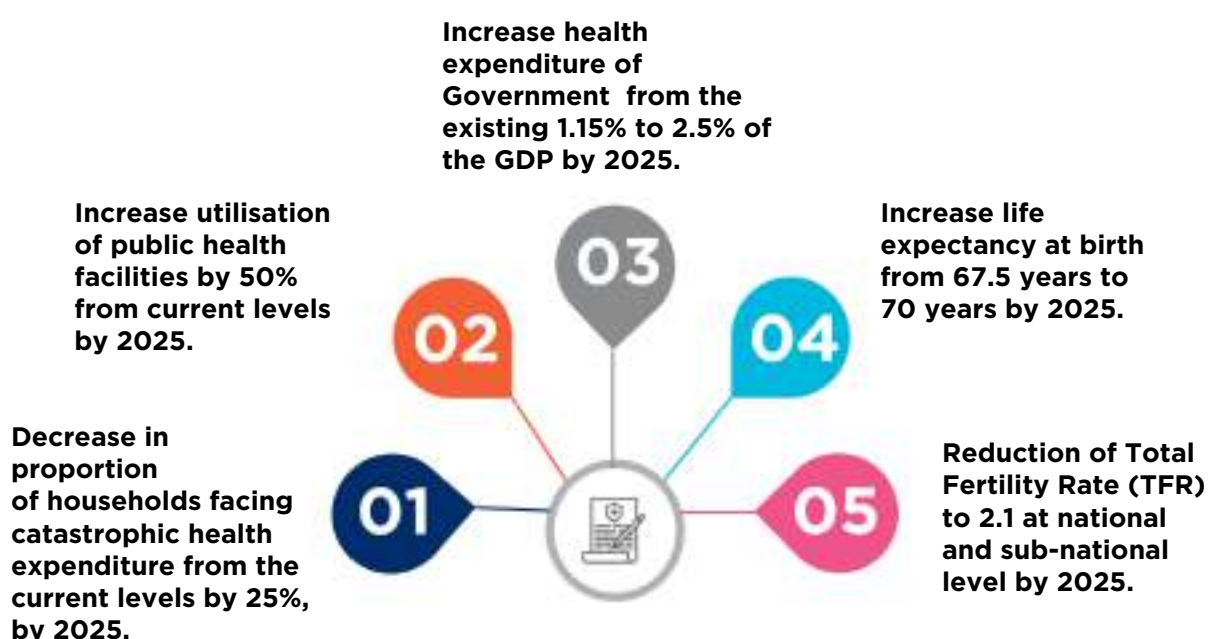 Increase health
expenditure of
Government from the
existing 1.15% to 2.5% of
the GDP by 2025.
Increase utilisation
of public health
facilities by 50%
from current levels
by 2025.
Increase life
expectancy at birth
from 67.5 years to
70 years by 2025.
03
02
04
Decrease in
proportion
of households facing
catastrophic health
expenditure from the
current levels by 25%,
by 2025.
01
05
Reduction of Total
Fertility Rate (TFR)
to 2.1 at national
and sub-national
level by 2025.